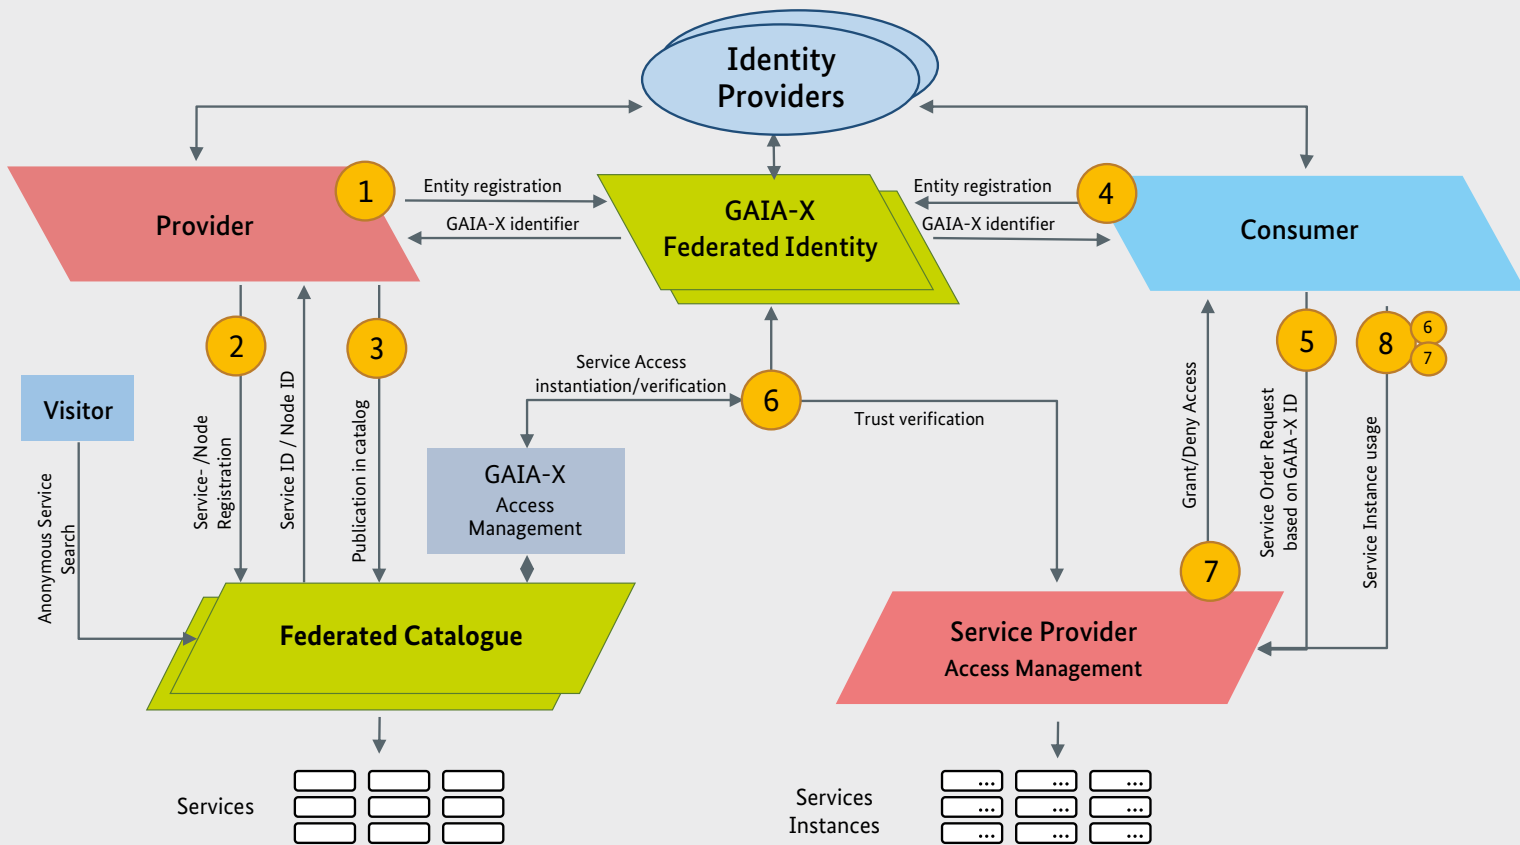 Identity
Providers
1
Entity registration
GAIA-X identifier
Provider
GAIA-X
Federated Identity
Entity registration
GAIA-X identifier
4
Consumer
2
3
5
8
6
7
Visitor
Anonymous Service
Search
Service- /Node
Registration
Service ID / Node ID
Publication in catalog
Service Access
instantiation/verification
6
Trust verification
GAIA-X
Access
Management
Grant/Deny Access
Service Order Request
based on GAIA-X ID
Service Instance usage
7
Federated Catalogue
Service Provider
Access Management
Services
Services
Instances
... ... ...
... ... ...
... ... ...